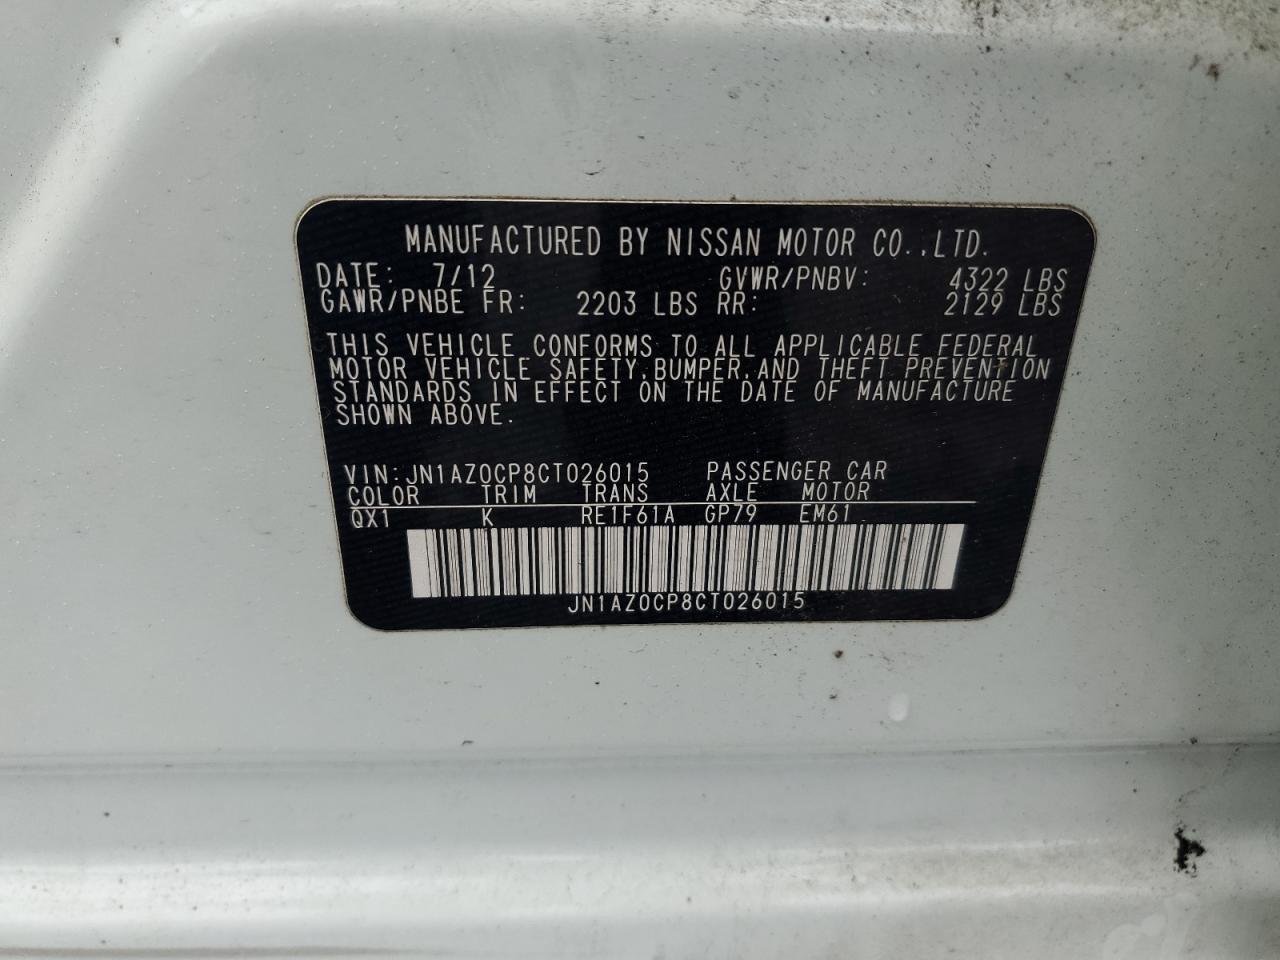 MANUFACTURED BY NISSAN MOTOR CO.,LTD.
DATE: 7/12 GVWR/PNBV: 4322 LBS
GAWR/PNBE FR: 2203 LBS RR: 2129 LBS
THIS VEHICLE CONFORMS TO ALL APPLICABLE FEDERAL
MOTOR VEHICLE SAFETY,BUMPER,AND THEFT PREVENTION
STANDARDS IN EFFECT ON THE DATE OF MANUFACTURE
SHOWN ABOVE.
VIN:JN1AZ0CP8CT026015 PASSENGER CAR
COLOR TRIM TRANS AXLE MOTOR
QX1 K RE1F61A GP79 EM61
JN1AZ0CP8CT026015